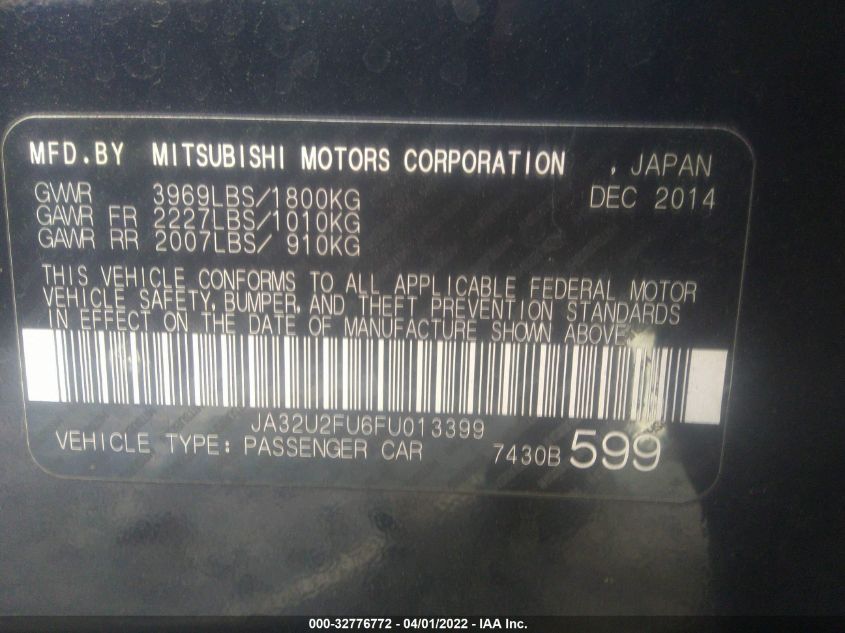 MFD.BY MITSUBISHI MOTORS CORPORATION , JAPAN
GVWR 3969LBS/1800KG DEC 2014
GAWR FR 2227LBS/1010KG
GAWR RR 2007LBS/ 910KG
THIS VEHICLE CONFORMS TO ALL APPLICABLE FEDERAL MOTOR
VEHICLE SAFETY, BUMPER, AND THEFT PREVENTION STANDARDS
IN EFFECT ON THE DATE OF MANUFACTURE SHOWN ABOVE.
JA32U2FU6FU013399
VEHICLE TYPE: PASSENGER CAR 7430B 599
000-32776772 - 04/01/2022 - IAA Inc.